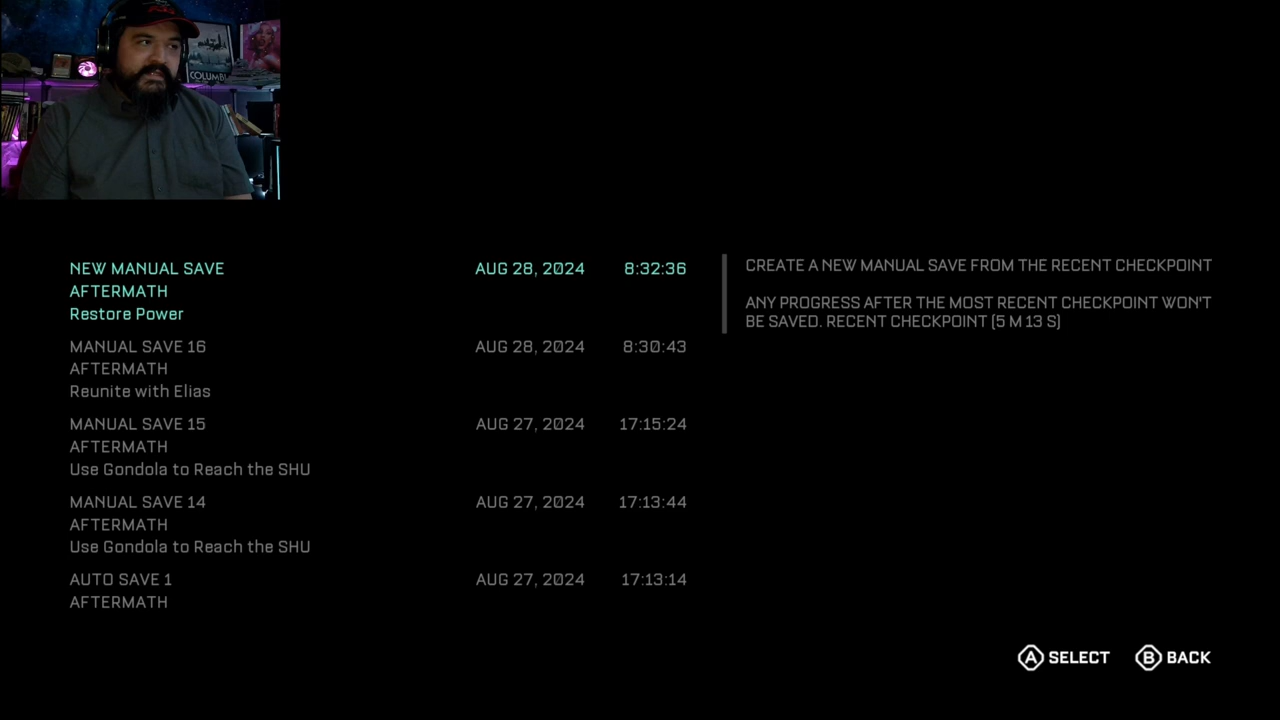 COLUMBI
NEW MANUAL SAVE AUG 28, 2024 8:32:36
AFTERMATH
Restore Power
MANUAL SAVE 16 AUG 28, 2024 8:30:43
AFTERMATH
Reunite with Elias
MANUAL SAVE 15 AUG 27, 2024 17:15:24
AFTERMATH
Use Gondola to Reach the SHU
MANUAL SAVE 14 AUG 27, 2024 17:13:44
AFTERMATH
Use Gondola to Reach the SHU
AUTO SAVE 1 AUG 27, 2024 17:13:14
AFTERMATH
CREATE A NEW MANUAL SAVE FROM THE RECENT CHECKPOINT
ANY PROGRESS AFTER THE MOST RECENT CHECKPOINT WON'T
BE SAVED. RECENT CHECKPOINT [5 M 13 S]
A SELECT B BACK